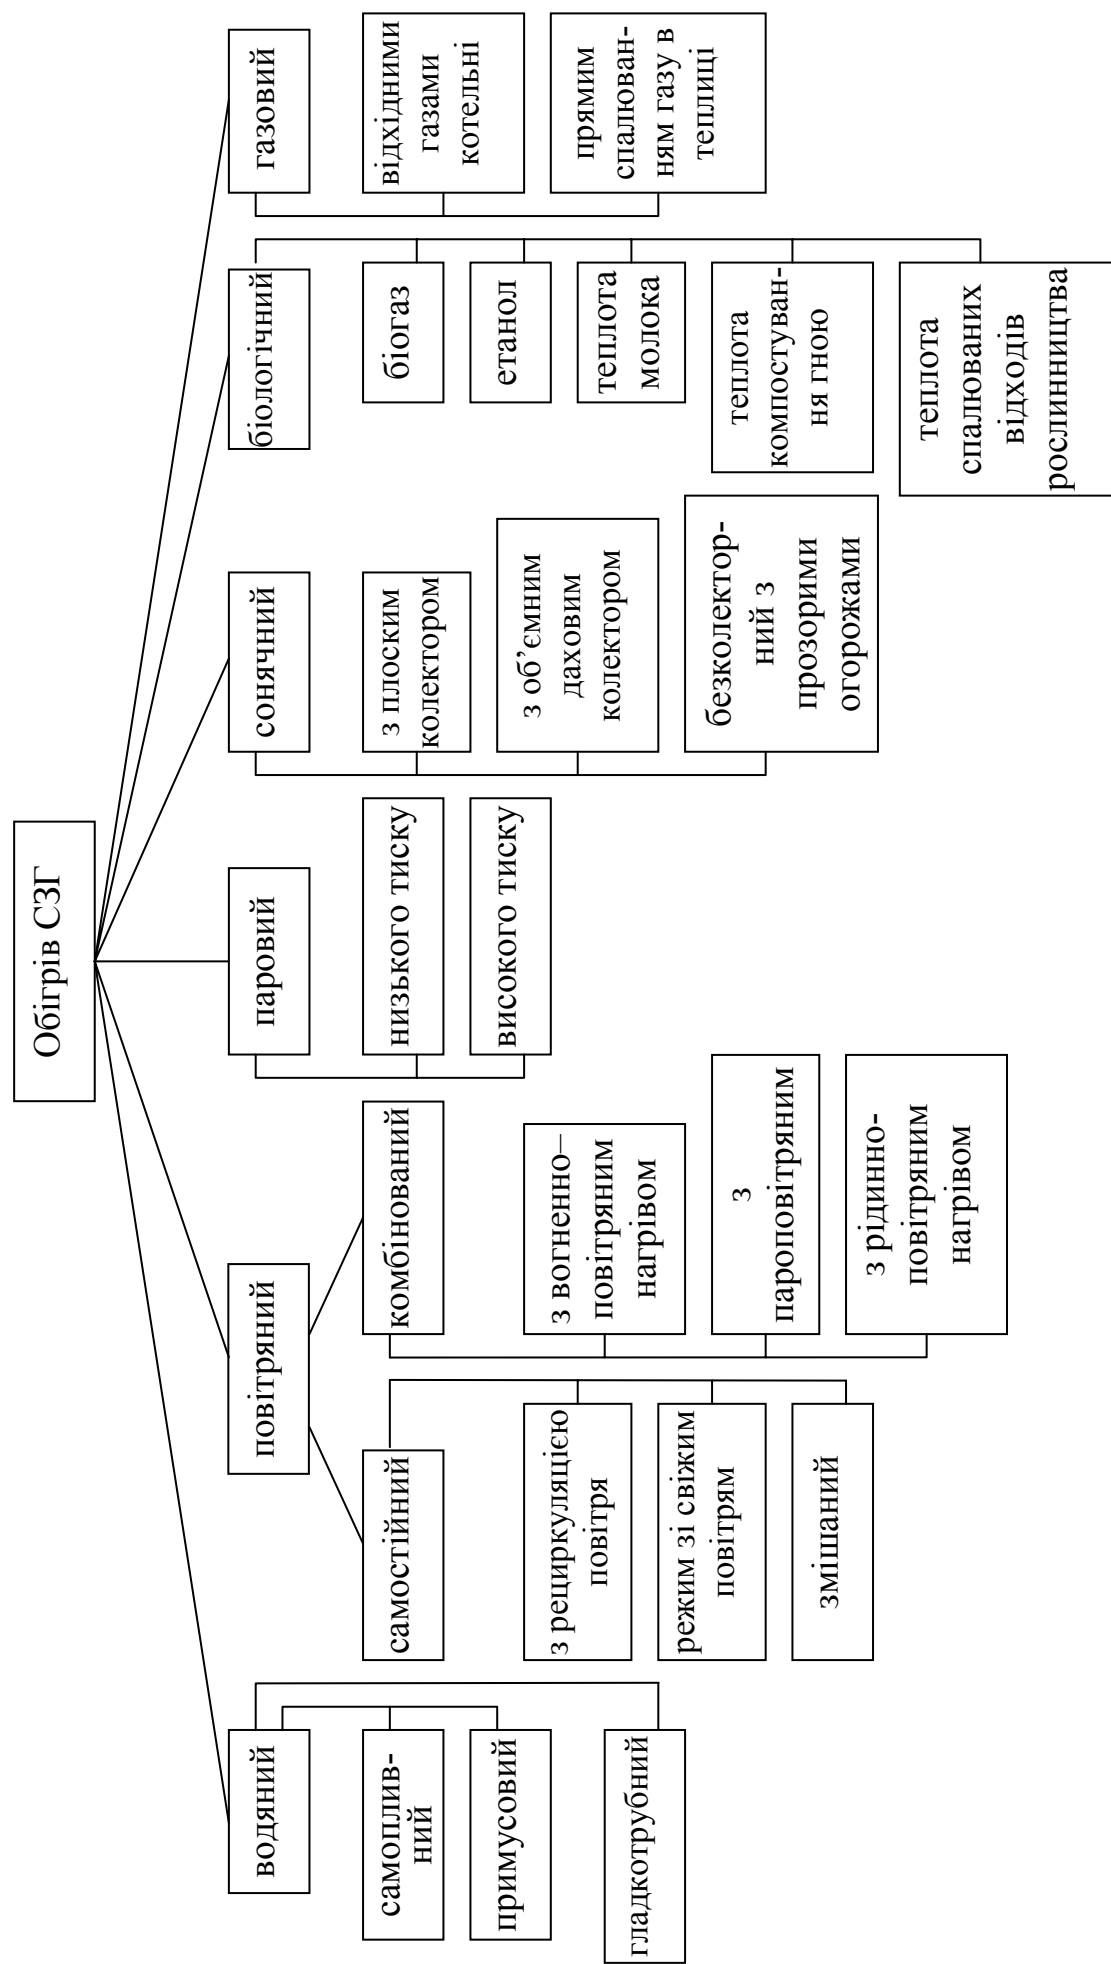 Обігрів СЗГ
водяний
самоплив-
ний
примусовий
гладкотрубний
повітряний
самостійний
з рециркуляцією
повітря
режим зі свіжим
повітрям
змішаний
комбінований
з вогненно–
повітряним
нагрівом
з
пароповітряним
з рідинно-
повітряним
нагрівом
паровий
низького тиску
високого тиску
сонячний
з плоским
колектором
з об’ємним
даховим
колектором
безколектор-
ний з
прозорими
огорожами
біологічний
біогаз
етанол
теплота
молока
теплота
компостуван-
ня гною
теплота
спалюваних
відходів
рослинництва
газовий
відхідними
газами
котельні
прямим
спалюван-
ням газу в
теплиці